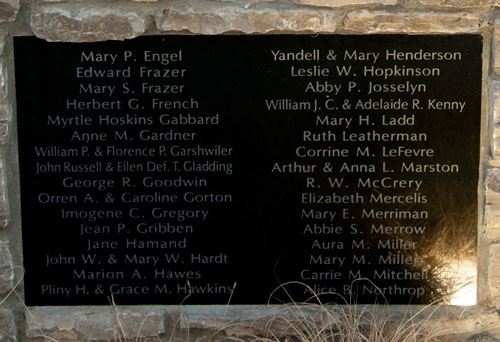 Mary P. Engel
Edward Frazer
Mary S. Frazer
Herbert G. French
Myrtle Hoskins Gabbard
Anne M. Gardner
William P. & Florence P. Garshwiler
John Russell & Ellen Def. T. Gladding
George R. Goodwin
Orren A. & Caroline Gorton
Imogene C. Gregory
Jean P. Gribben
Jane Hamand
John W. & Mary W. Hardt
Marion A. Hawes
Pliny H. & Grace M. Hawkins
Yandell & Mary Henderson
Leslie W. Hopkinson
Abby P. Josselyn
William J. C. & Adelaide R. Kenny
Mary H. Ladd
Ruth Leatherman
Corrine M. LeFevre
Arthur & Anna L. Marston
R. W. McCrery
Elizabeth Mercelis
Mary E. Merriman
Abbie S. Merrow
Aura M. Miller
Mary M. Miller
Carrie M. Mitchell
Alice B. Northrop